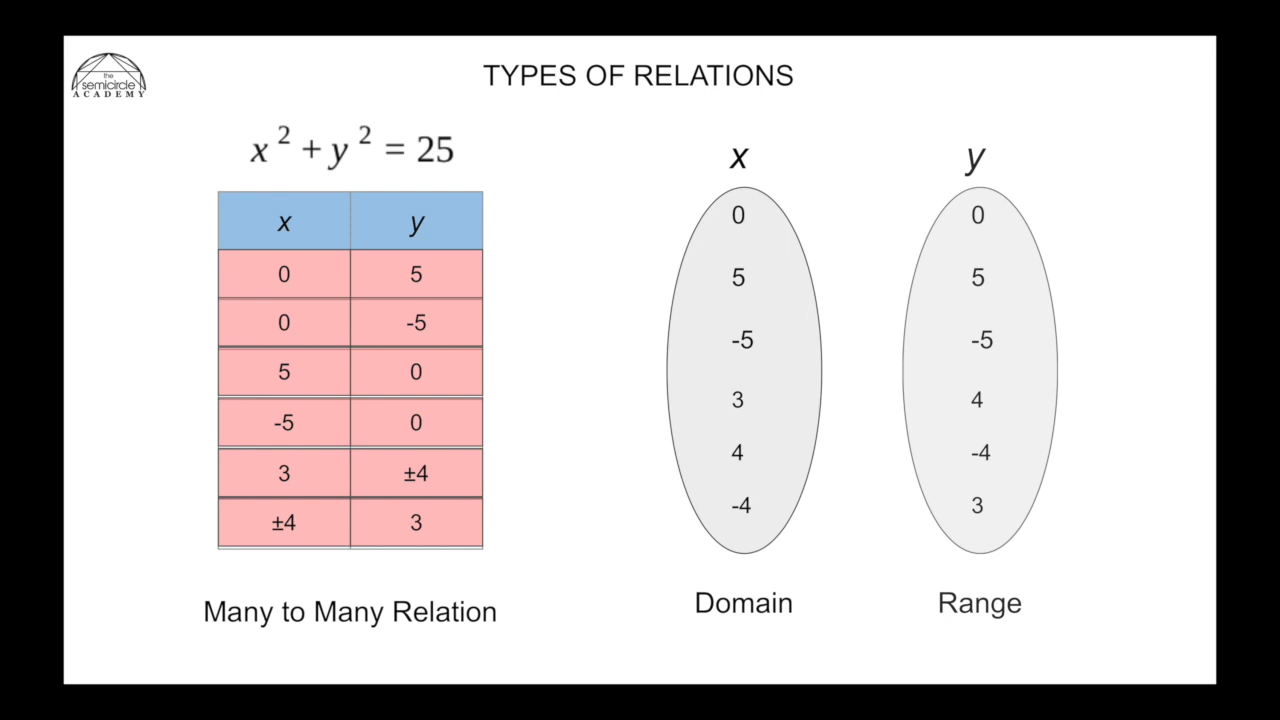 the
semicircle
ACADEMY
TYPES OF RELATIONS
x² + y² = 25
x y
0 5
0 -5
5 0
-5 0
3 ±4
±4 3
Many to Many Relation
x y
0 0
5 5
-5 -5
3 4
4 -4
-4 3
Domain Range